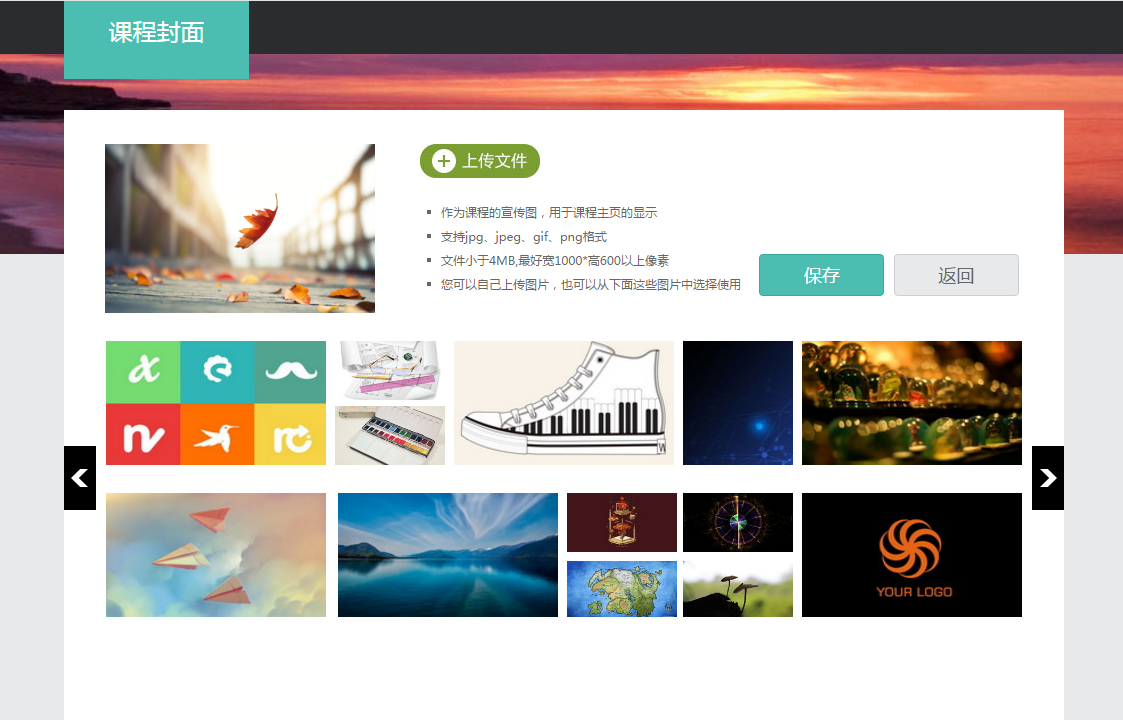 课程封面
上传文件
作为课程的宣传图，用于课程主页的显示
支持jpg、jpeg、gif、png格式
文件小于4MB,最好宽1000*高600以上像素
您可以自己上传图片，也可以从下面这些图片中选择使用
保存
返回
YOUR LOGO